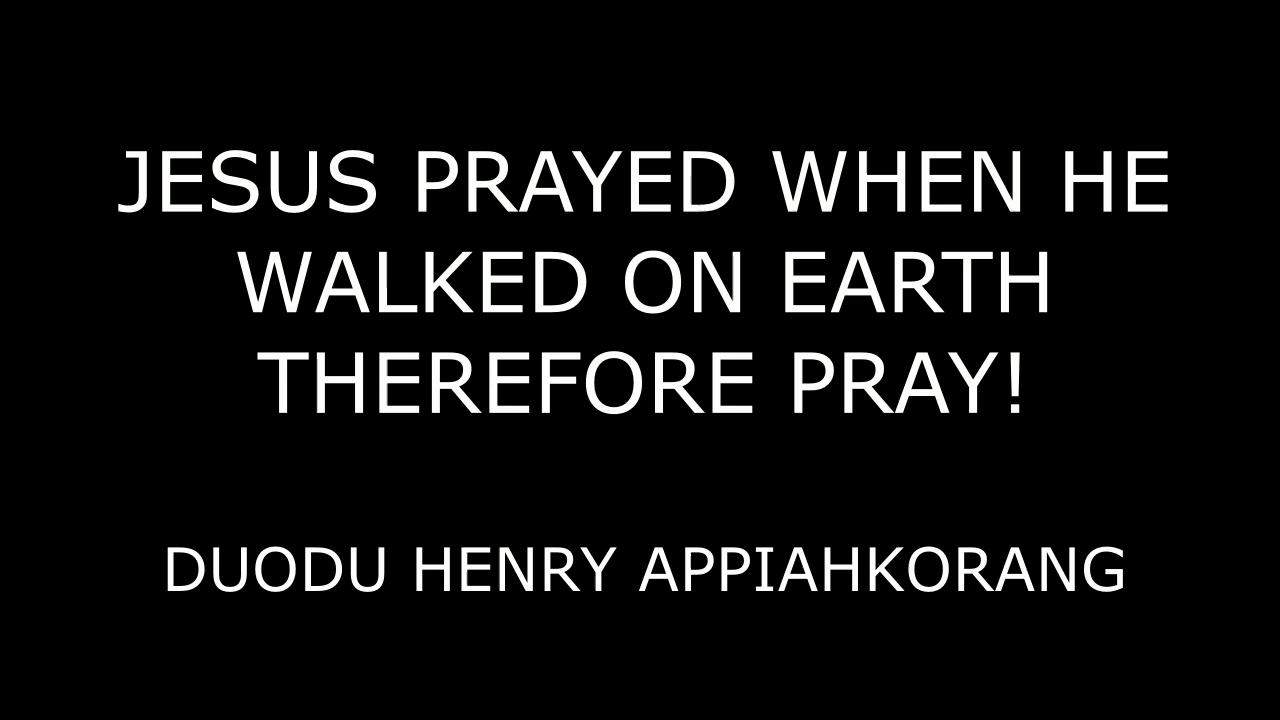 JESUS PRAYED WHEN HE
WALKED ON EARTH
THEREFORE PRAY!
DUODU HENRY APPIAHKORANG